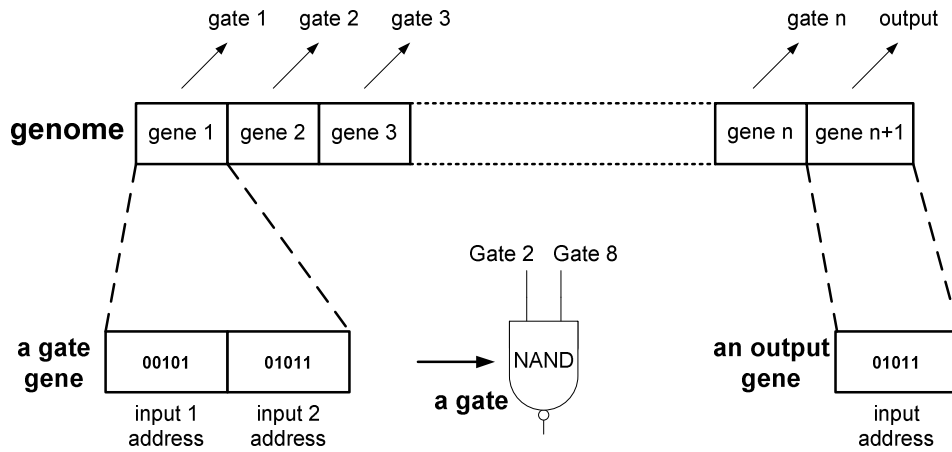 gate 1 gate 2 gate 3 gate n output
genome gene 1 gene 2 gene 3 gene n gene n+1
Gate 2 Gate 8
a gate
gene
00101 01011
input 1
address
input 2
address
NAND
a gate
an output
gene
01011
input
address